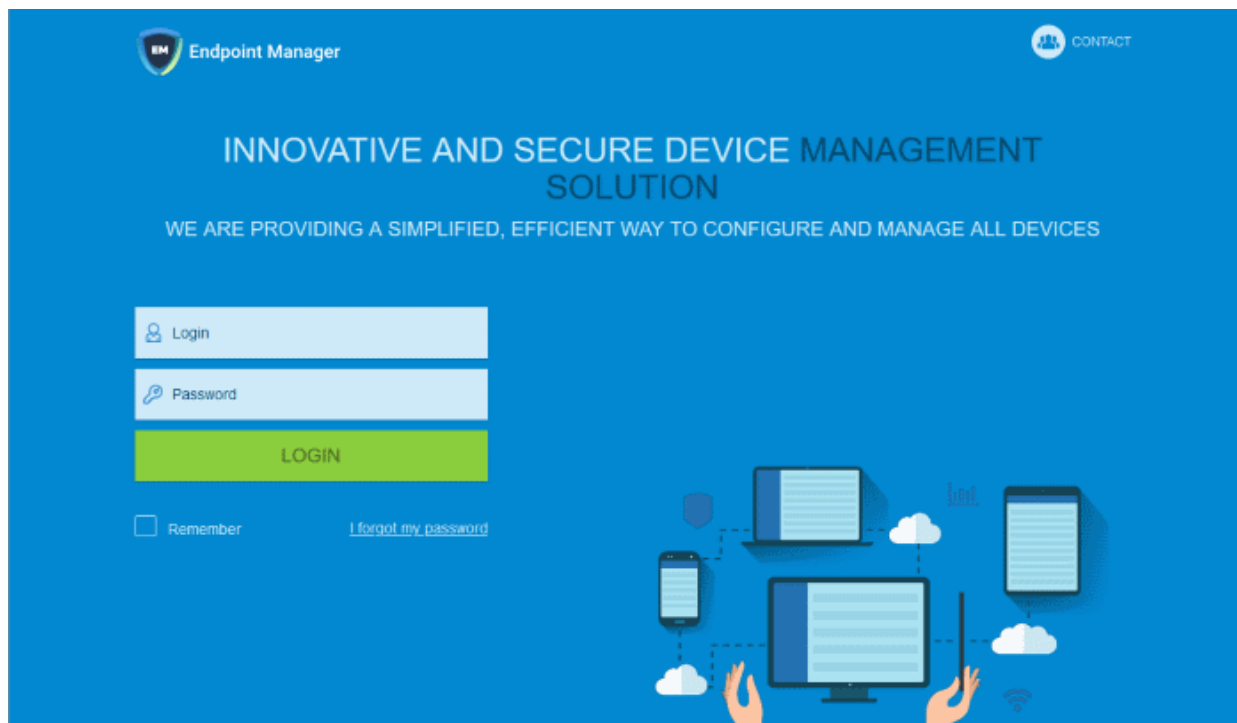 EM Endpoint Manager
CONTACT
INNOVATIVE AND SECURE DEVICE MANAGEMENT
SOLUTION
WE ARE PROVIDING A SIMPLIFIED, EFFICIENT WAY TO CONFIGURE AND MANAGE ALL DEVICES
Login
Password
LOGIN
Remember
I forgot my password